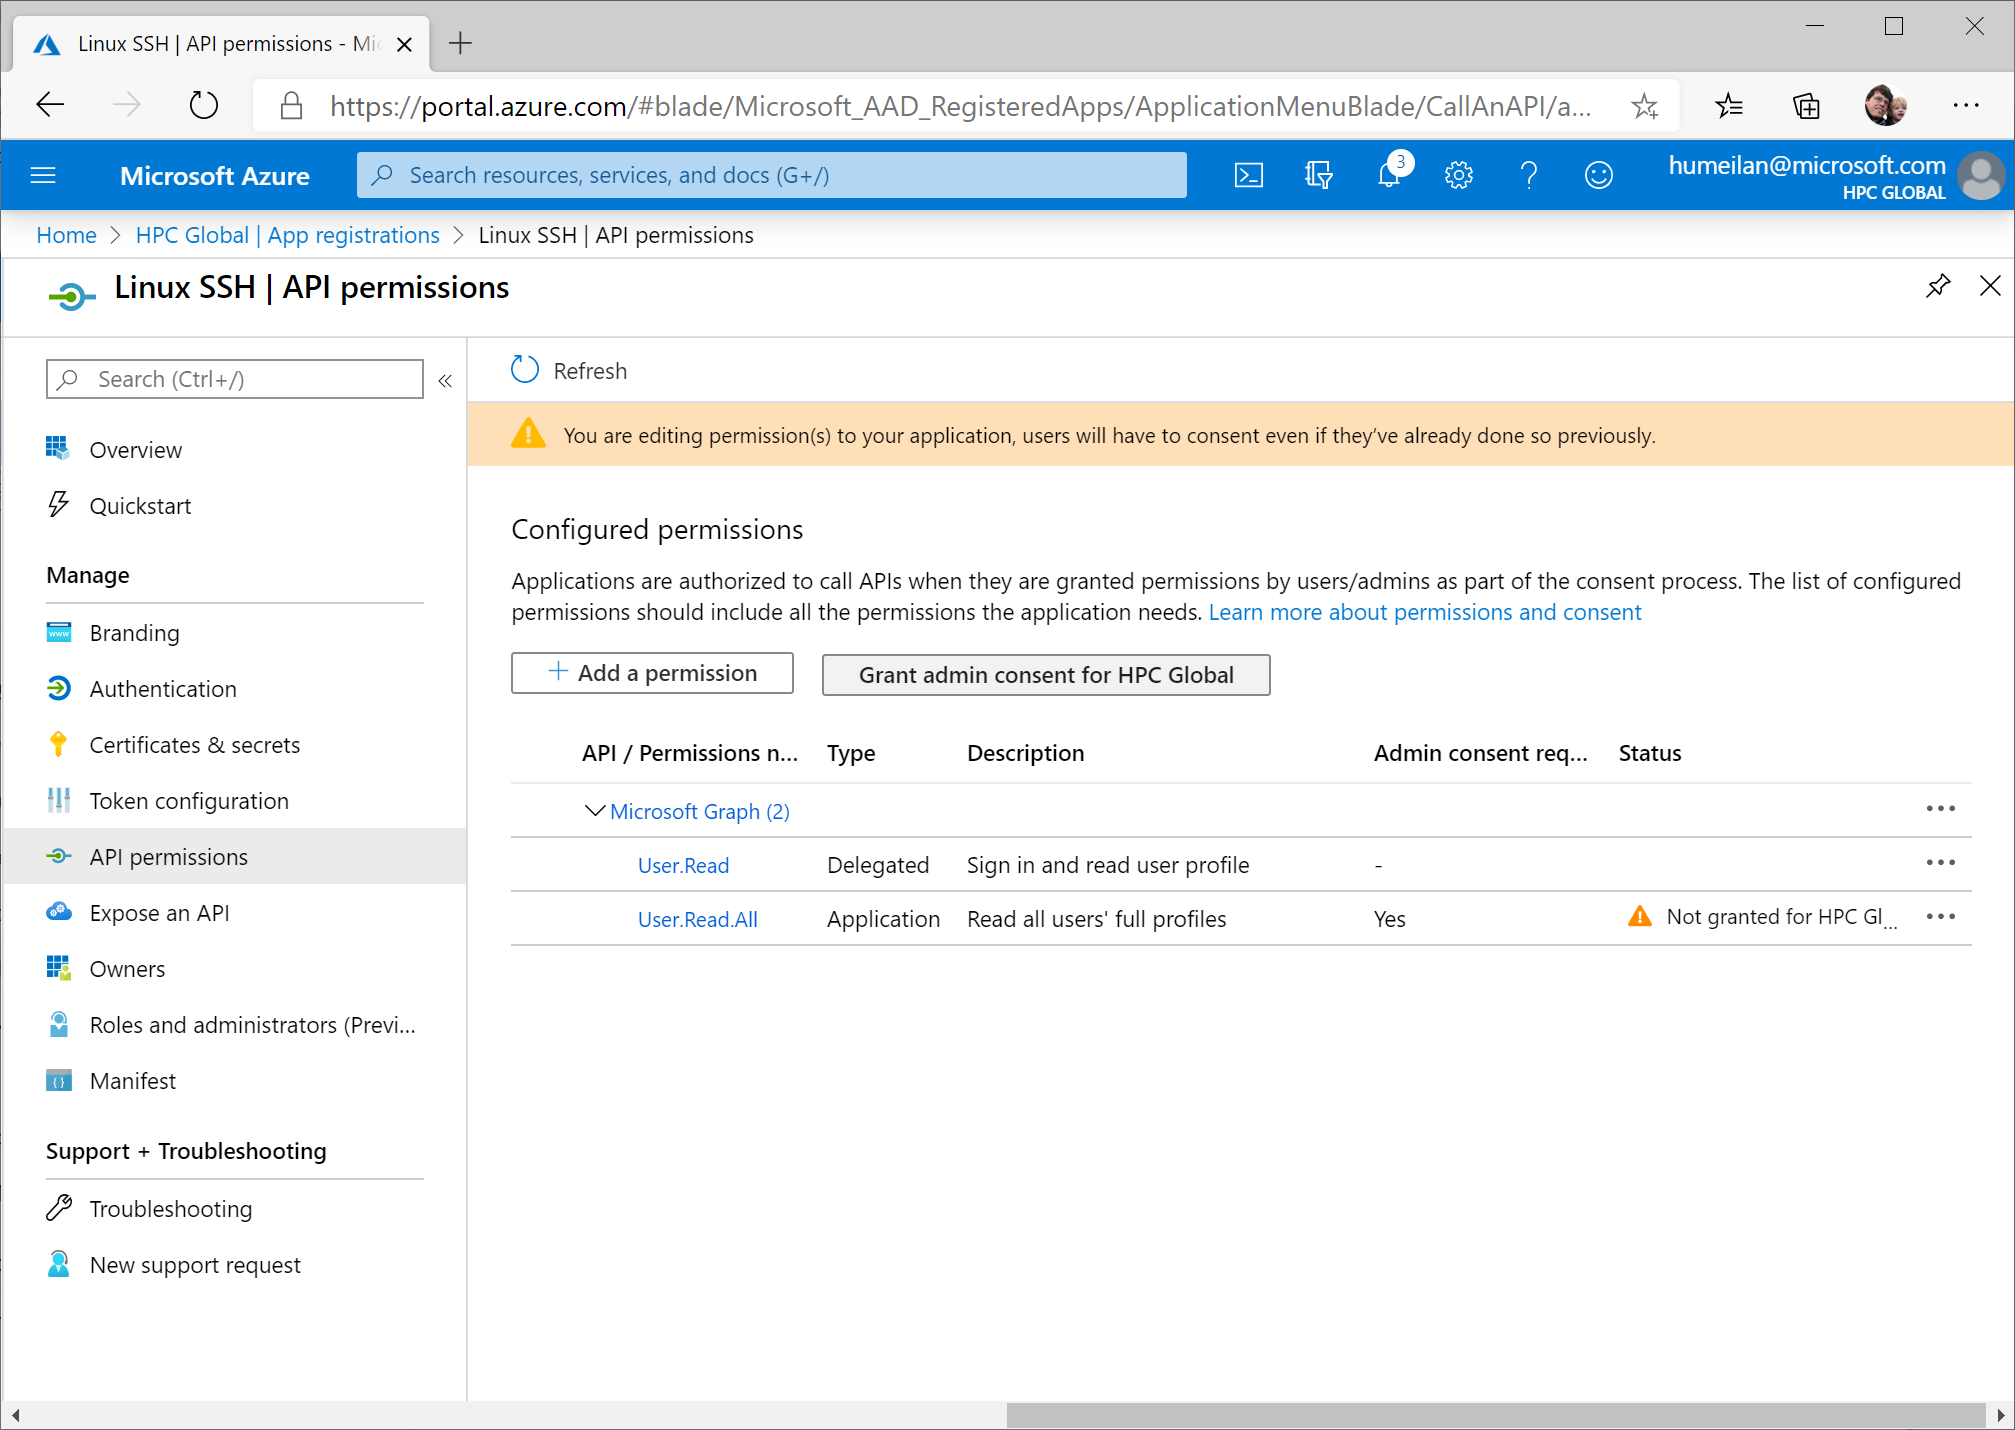 Linux SSH | API permissions - Mic
https://portal.azure.com/#blade/Microsoft_AAD_RegisteredApps/ApplicationMenuBlade/CallAnAPI/a...
Microsoft Azure
Search resources, services, and docs (G+/)
3
humeilan@microsoft.com
HPC GLOBAL
Home > HPC Global | App registrations > Linux SSH | API permissions
Linux SSH | API permissions
Search (Ctrl+/)
«
Overview
Quickstart
Manage
Branding
Authentication
Certificates & secrets
Token configuration
API permissions
Expose an API
Owners
Roles and administrators (Previ...
Manifest
Support + Troubleshooting
Troubleshooting
New support request
Refresh
You are editing permission(s) to your application, users will have to consent even if they’ve already done so previously.
Configured permissions
Applications are authorized to call APIs when they are granted permissions by users/admins as part of the consent process. The list of configured
permissions should include all the permissions the application needs. Learn more about permissions and consent
+ Add a permission
Grant admin consent for HPC Global
API / Permissions n... Type Description Admin consent req... Status
Microsoft Graph (2) ...
User.Read Delegated Sign in and read user profile - ...
User.Read.All Application Read all users' full profiles Yes Not granted for HPC Gl... ...